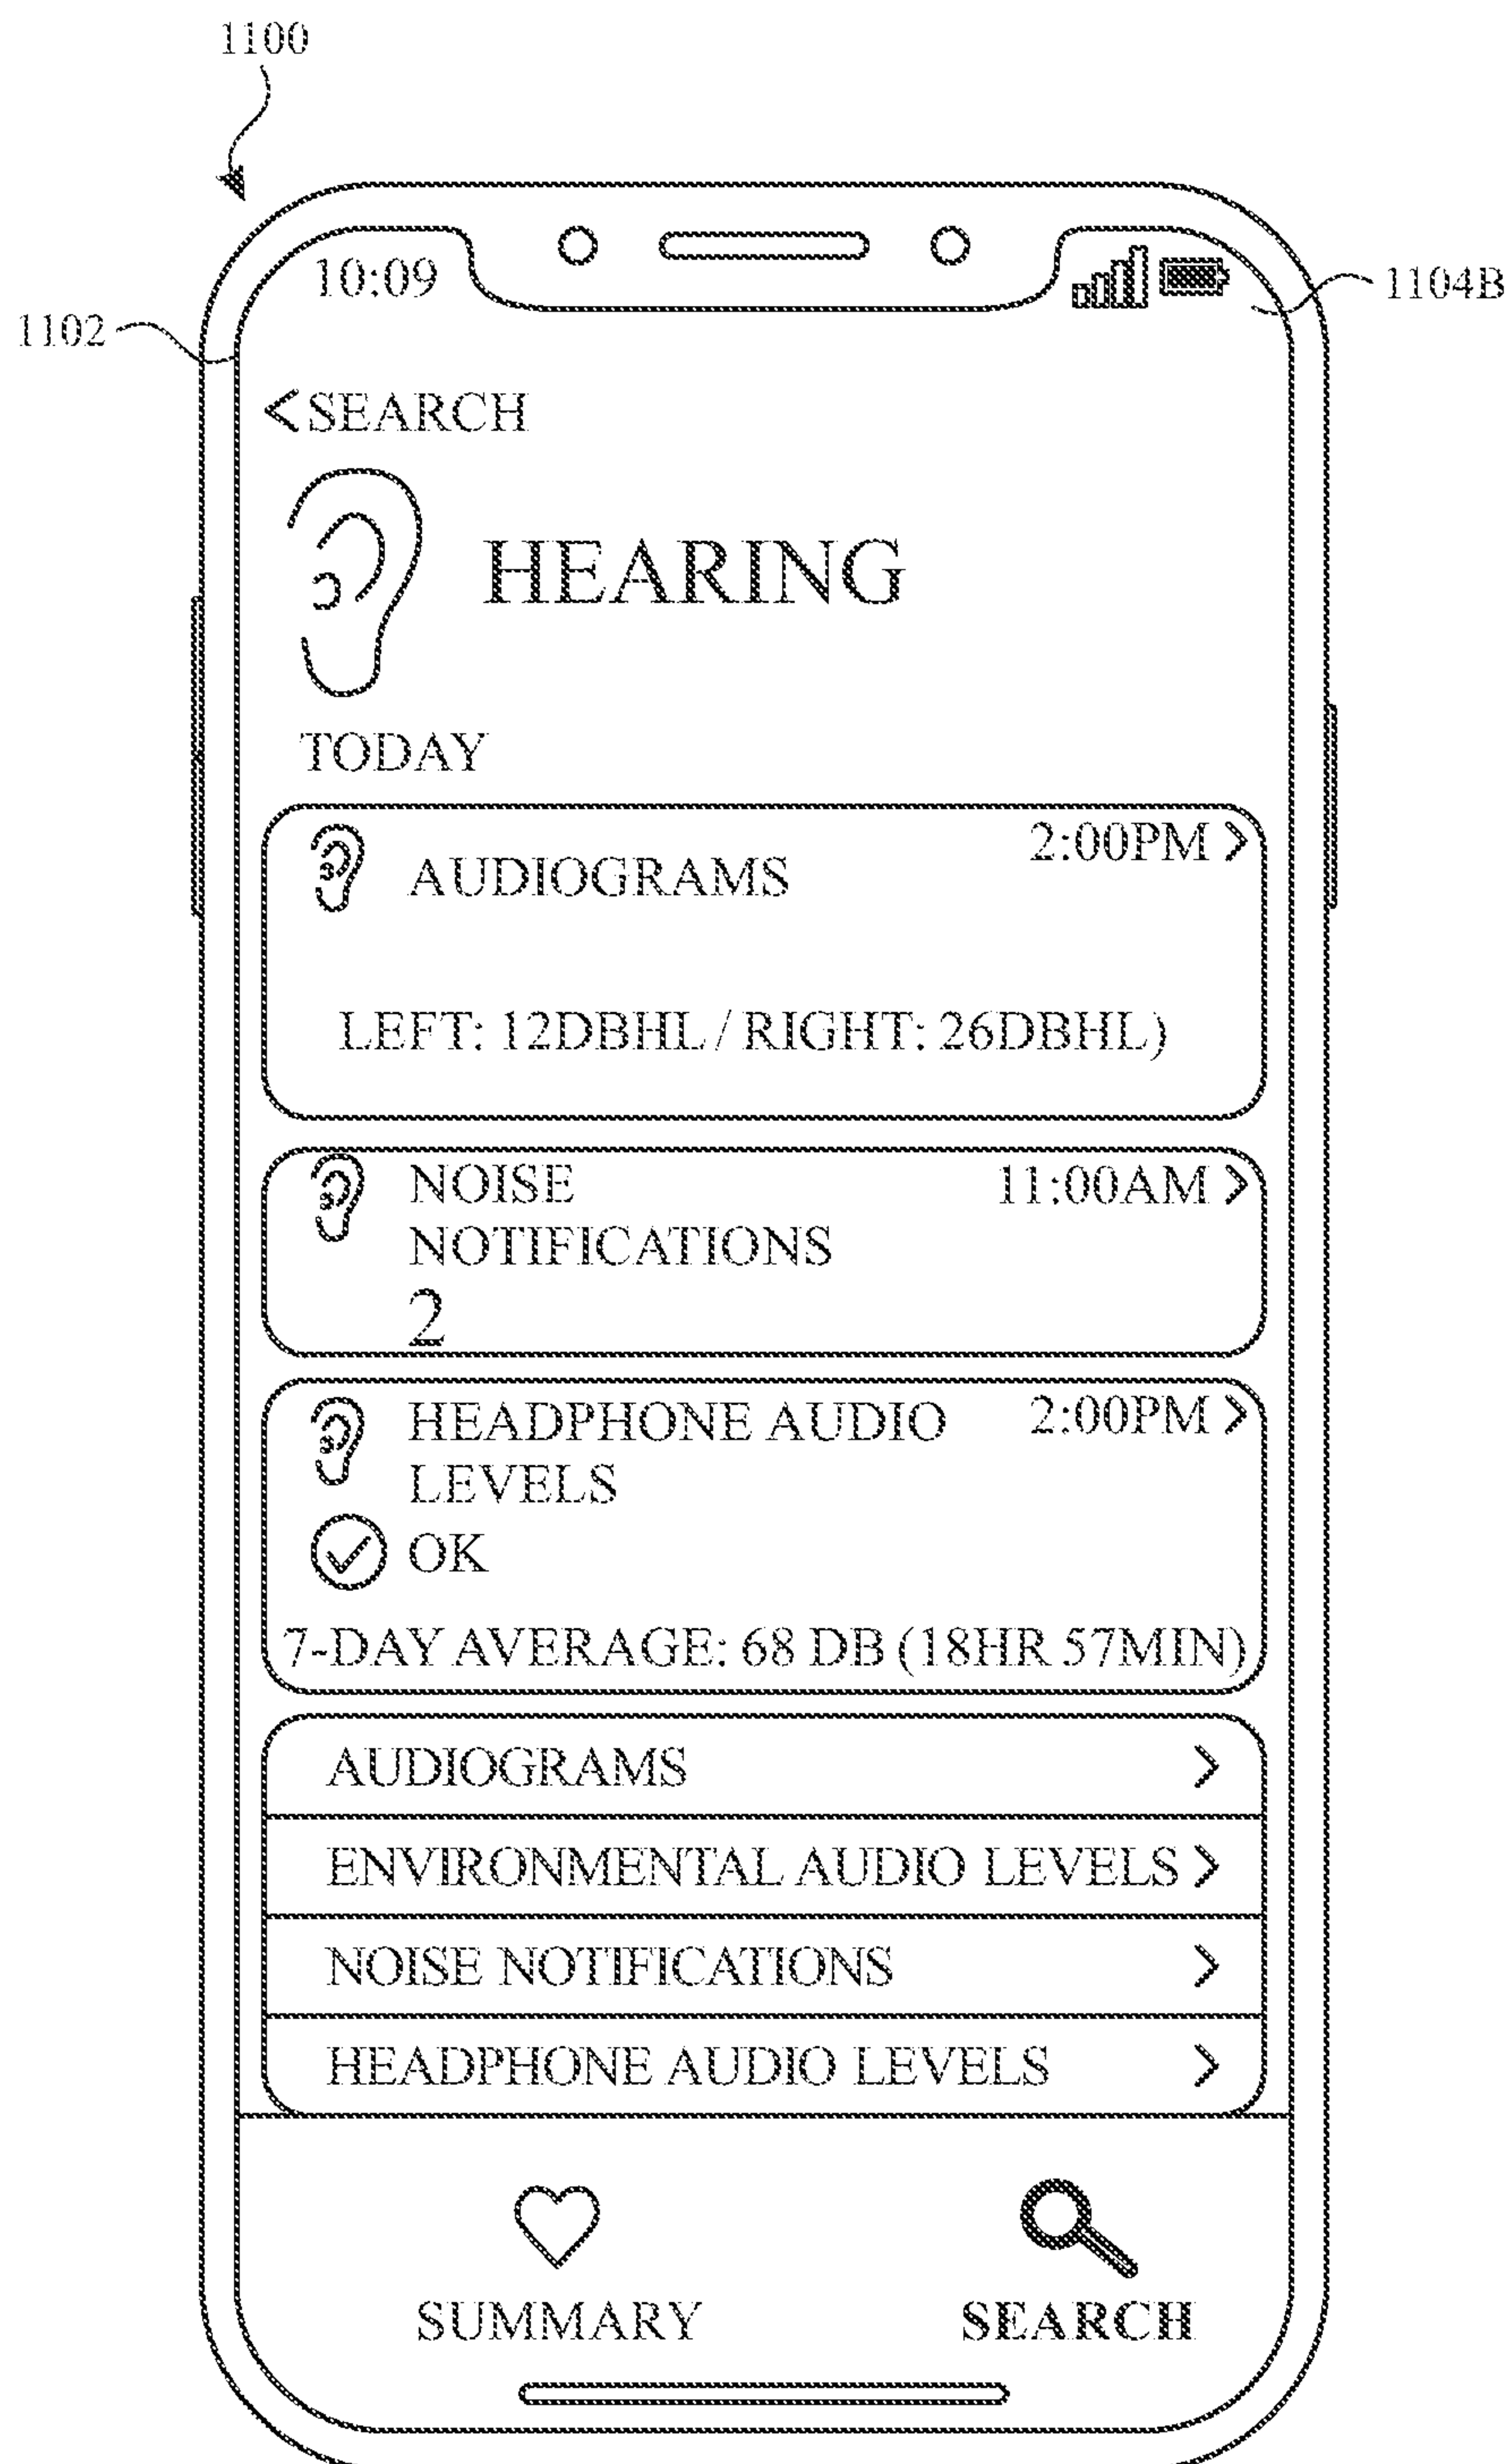 1100
10:09
1104B
1102
<SEARCH
HEARING
TODAY
AUDIOGRAMS 2:00PM >
LEFT: 12DBHL / RIGHT: 26DBHL)
NOISE 11:00AM >
NOTIFICATIONS
2
HEADPHONE AUDIO 2:00PM >
LEVELS
OK
7-DAY AVERAGE: 68 DB (18HR 57MIN)
AUDIOGRAMS >
ENVIRONMENTAL AUDIO LEVELS >
NOISE NOTIFICATIONS >
HEADPHONE AUDIO LEVELS >
SUMMARY SEARCH